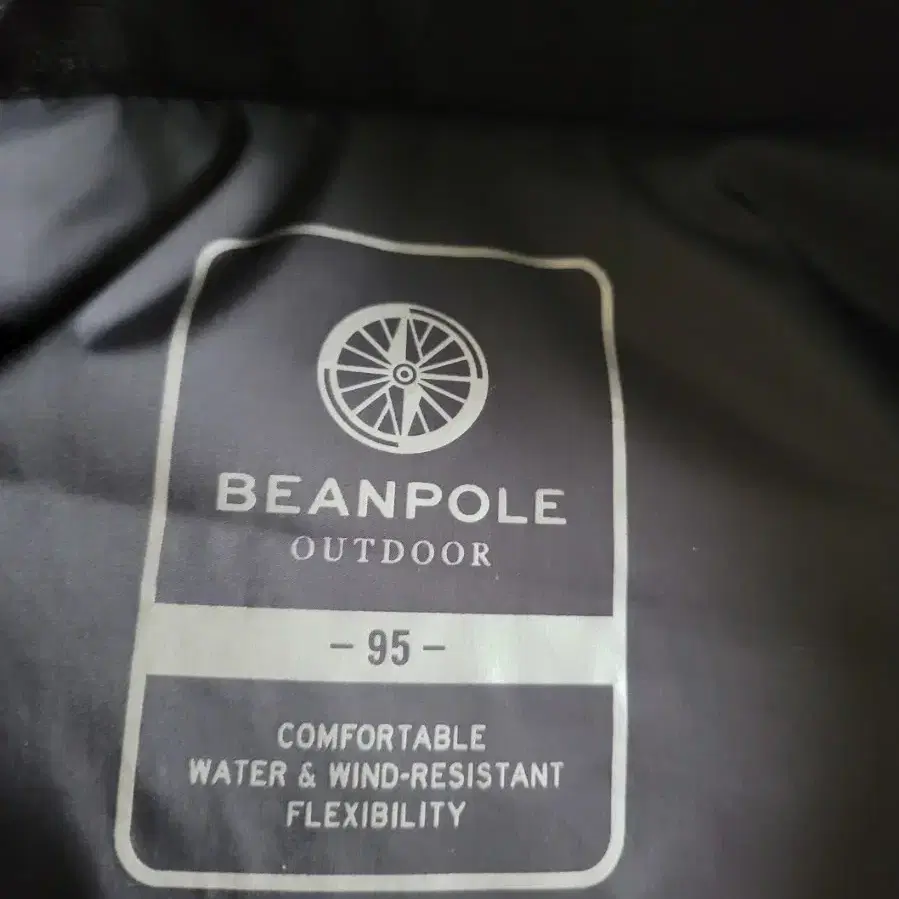 BEANPOLE
OUTDOOR
- 95 -
COMFORTABLE
WATER & WIND-RESISTANT
FLEXIBILITY